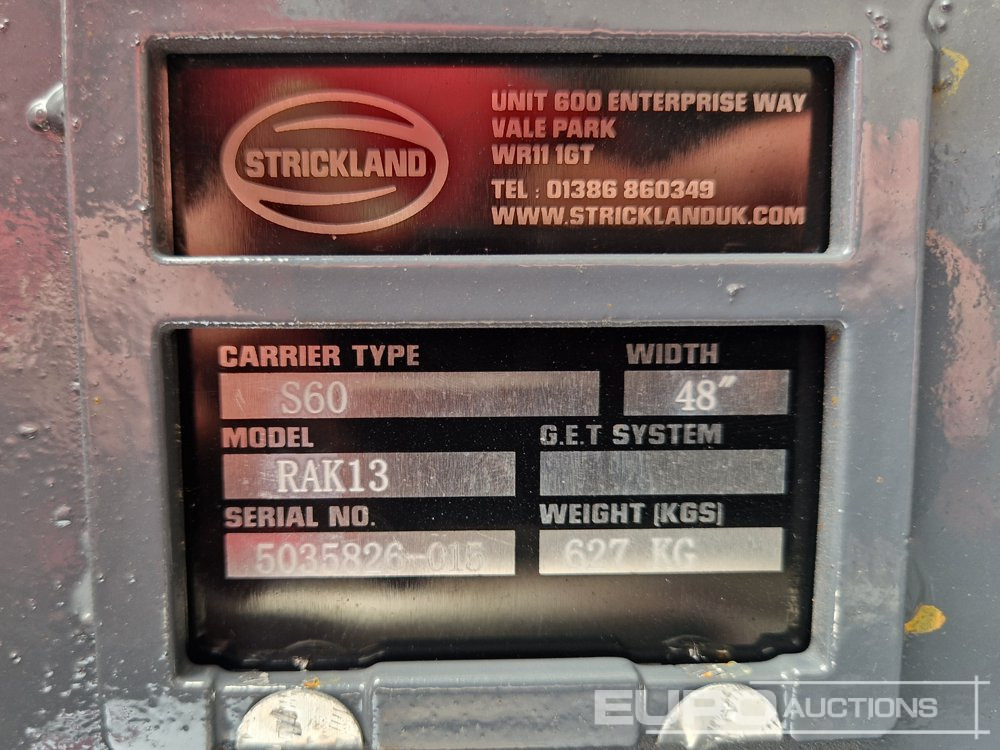 STRICKLAND
UNIT 600 ENTERPRISE WAY
VALE PARK
WR11 1GT
TEL : 01386 860349
WWW.STRICKLANDUK.COM
CARRIER TYPE
S60
WIDTH
48″
MODEL
RAK13
G.E.T SYSTEM
SERIAL NO.
5035826-015
WEIGHT (KGS)
627 KG
EURO AUCTIONS